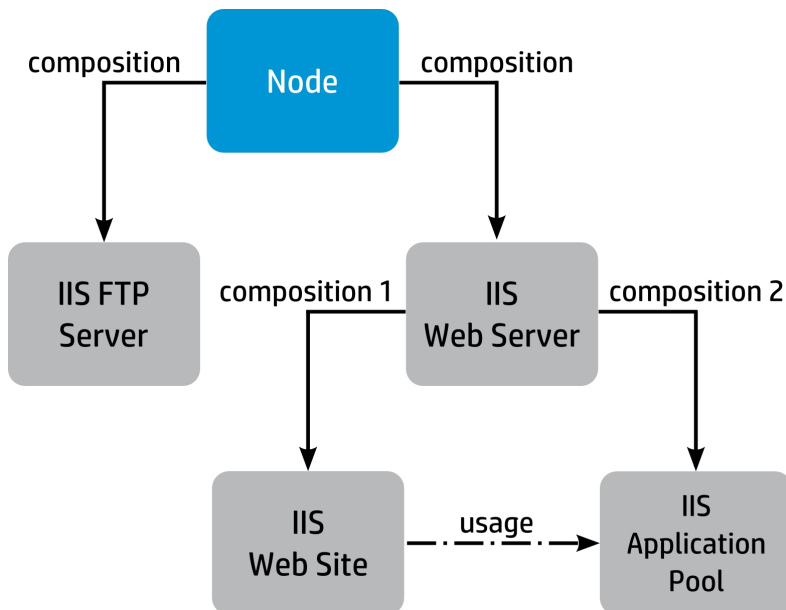 composition
Node
composition
IIS FTP
Server
composition 1
IIS
Web Server
composition 2
IIS
Web Site
usage
IIS
Application
Pool